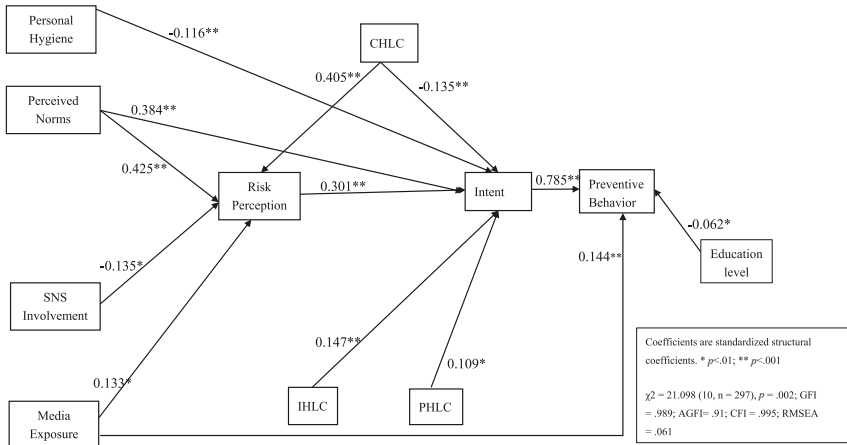 Personal
Hygiene
-0.116**
CHLC
0.405**
-0.135**
Perceived
Norms
0.384**
0.425**
Risk
Perception
0.301**
Intent
0.785**
Preventive
Behavior
-0.062*
Education
level
0.144**
-0.135*
SNS
Involvement
0.147**
0.109*
0.133*
IHLC
PHLC
Media
Exposure
Coefficients are standardized structural
coefficients. * p<.01; ** p<.001
χ2 = 21.098 (10, n = 297), p = .002; GFI
= .989; AGFI= .91; CFI = .995; RMSEA
= .061